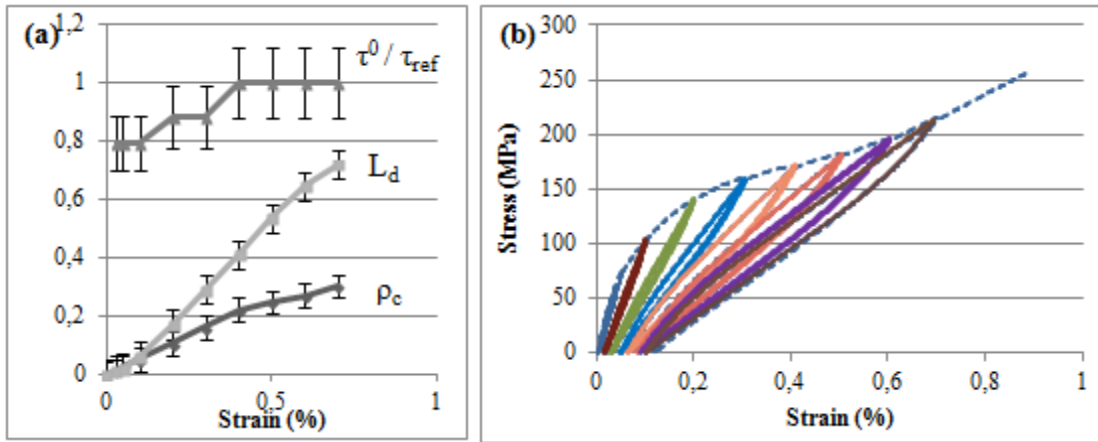 (a)
1,2
1
0,8
0,6
0,4
0,2
0
τ⁰ / τref
Ld
ρc
0
0,5
1
Strain (%)
(b)
300
250
200
150
100
50
0
Stress (MPa)
0
0,2
0,4
0,6
0,8
1
Strain (%)